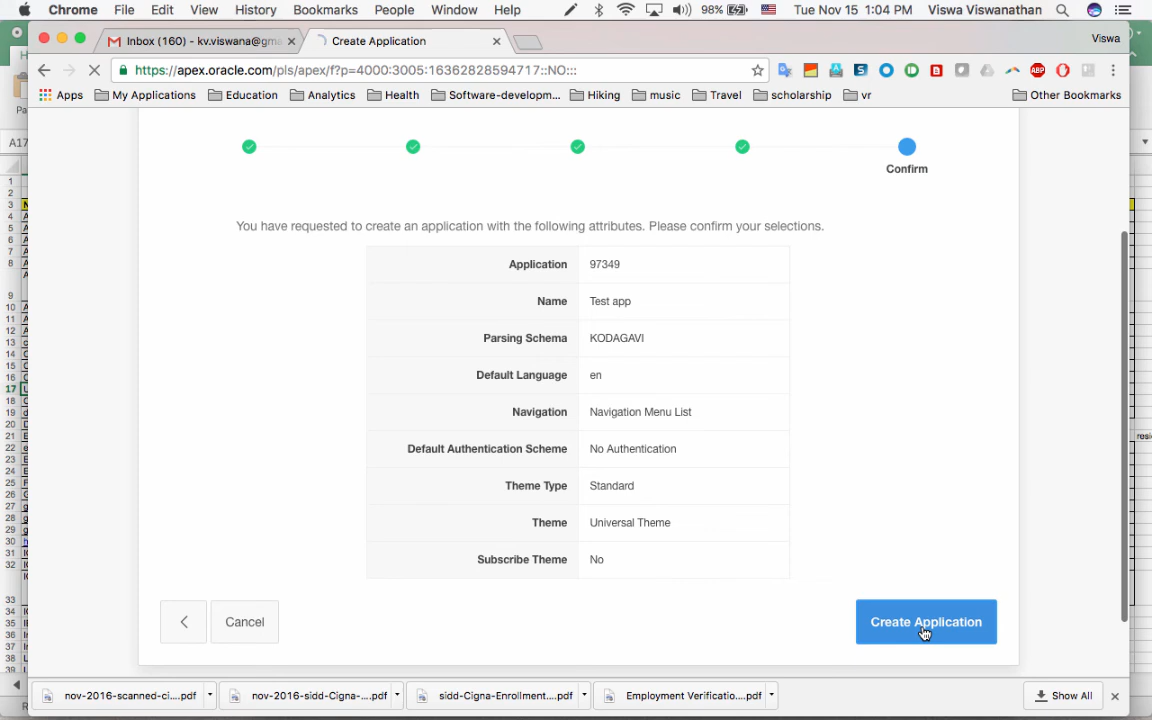 Chrome File Edit View History Bookmarks People Window Help 98% Tue Nov 15 1:04 PM Viswa Viswanathan
Inbox (160) - kv.viswana@gma Create Application Viswa
https://apex.oracle.com/pls/apex/f?p=4000:3005:16362828594717::NO:::
Apps My Applications Education Analytics Health Software-developm... Hiking music Travel scholarship vr Other Bookmarks
Confirm
You have requested to create an application with the following attributes. Please confirm your selections.
Application 97349
Name Test app
Parsing Schema KODAGAVI
Default Language en
Navigation Navigation Menu List
Default Authentication Scheme No Authentication
Theme Type Standard
Theme Universal Theme
Subscribe Theme No
Cancel Create Application
nov-2016-scanned-ci....pdf nov-2016-sidd-Cigna-....pdf sidd-Cigna-Enrollment....pdf Employment Verificatio....pdf Show All